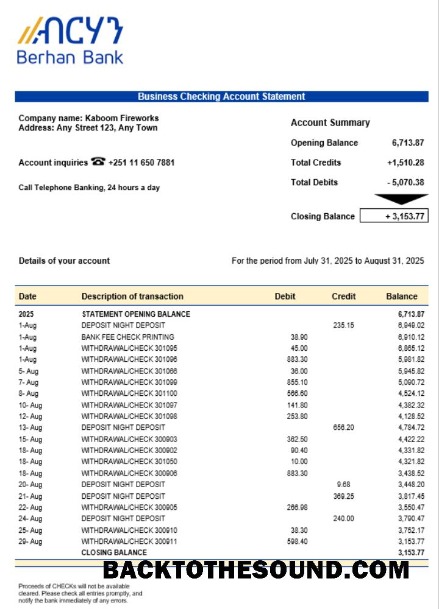 Berhan Bank
Business Checking Account Statement
Company name: Kaboom Fireworks
Address: Any Street 123, Any Town
Account inquiries ☎ +251 11 650 7881
Call Telephone Banking, 24 hours a day
Account Summary
Opening Balance 6,713.87
Total Credits +1,510.28
Total Debits - 5,070.38
Closing Balance + 3,153.77
Details of your account For the period from July 31, 2025 to August 31, 2025
Date Description of transaction Debit Credit Balance
2025 STATEMENT OPENING BALANCE 6,713.87
1-Aug DEPOSIT NIGHT DEPOSIT 235.15 6,949.02
1-Aug BANK FEE CHECK PRINTING 38.90 6,910.12
1-Aug WITHDRAWAL/CHECK 301095 45.00 6,865.12
1-Aug WITHDRAWAL/CHECK 301096 883.30 5,981.82
5- Aug WITHDRAWAL/CHECK 301066 36.00 5,945.82
7- Aug WITHDRAWAL/CHECK 301099 855.10 5,090.72
8- Aug WITHDRAWAL/CHECK 301100 566.60 4,524.12
10- Aug WITHDRAWAL/CHECK 301097 141.80 4,382.32
12- Aug WITHDRAWAL/CHECK 301098 253.80 4,128.52
13- Aug DEPOSIT NIGHT DEPOSIT 656.20 4,784.72
15- Aug WITHDRAWAL/CHECK 300903 362.50 4,422.22
18- Aug WITHDRAWAL/CHECK 300902 90.40 4,331.82
18- Aug WITHDRAWAL/CHECK 301050 10.00 4,321.82
18- Aug WITHDRAWAL/CHECK 300906 883.30 3,438.52
20- Aug DEPOSIT NIGHT DEPOSIT 9.68 3,448.20
21- Aug DEPOSIT NIGHT DEPOSIT 369.25 3,817.45
22- Aug WITHDRAWAL/CHECK 300905 266.98 3,550.47
24- Aug DEPOSIT NIGHT DEPOSIT 240.00 3,790.47
25- Aug WITHDRAWAL/CHECK 300910 38.30 3,752.17
29- Aug WITHDRAWAL/CHECK 300911 598.40 3,153.77
CLOSING BALANCE 3,153.77
BACKTOTHESOUND.COM
Proceeds of CHECKs will not be available
cleared. Please check all entries promptly, and
notify the bank immediately of any errors.